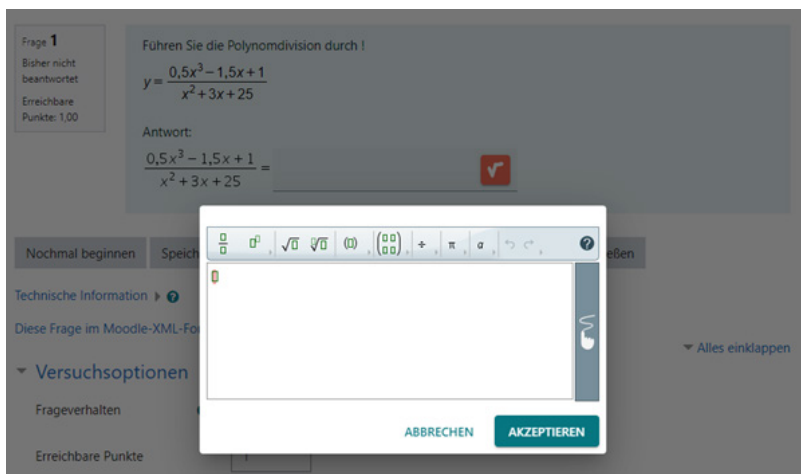 Frage 1
Bisher nicht
beantwortet
Erreichbare
Punkte: 1,00
Führen Sie die Polynomdivision durch !
y = (0,5x³ − 1,5x + 1)/(x² + 3x + 25)
Antwort:
(0,5x³ − 1,5x + 1)/(x² + 3x + 25) =
Nochmal beginnen
Speich
eßen
Technische Information
Diese Frage im Moodle-XML-Fo
Alles einklappen
Versuchsoptionen
Frageverhalten
Erreichbare Punkte
ABBRECHEN AKZEPTIEREN